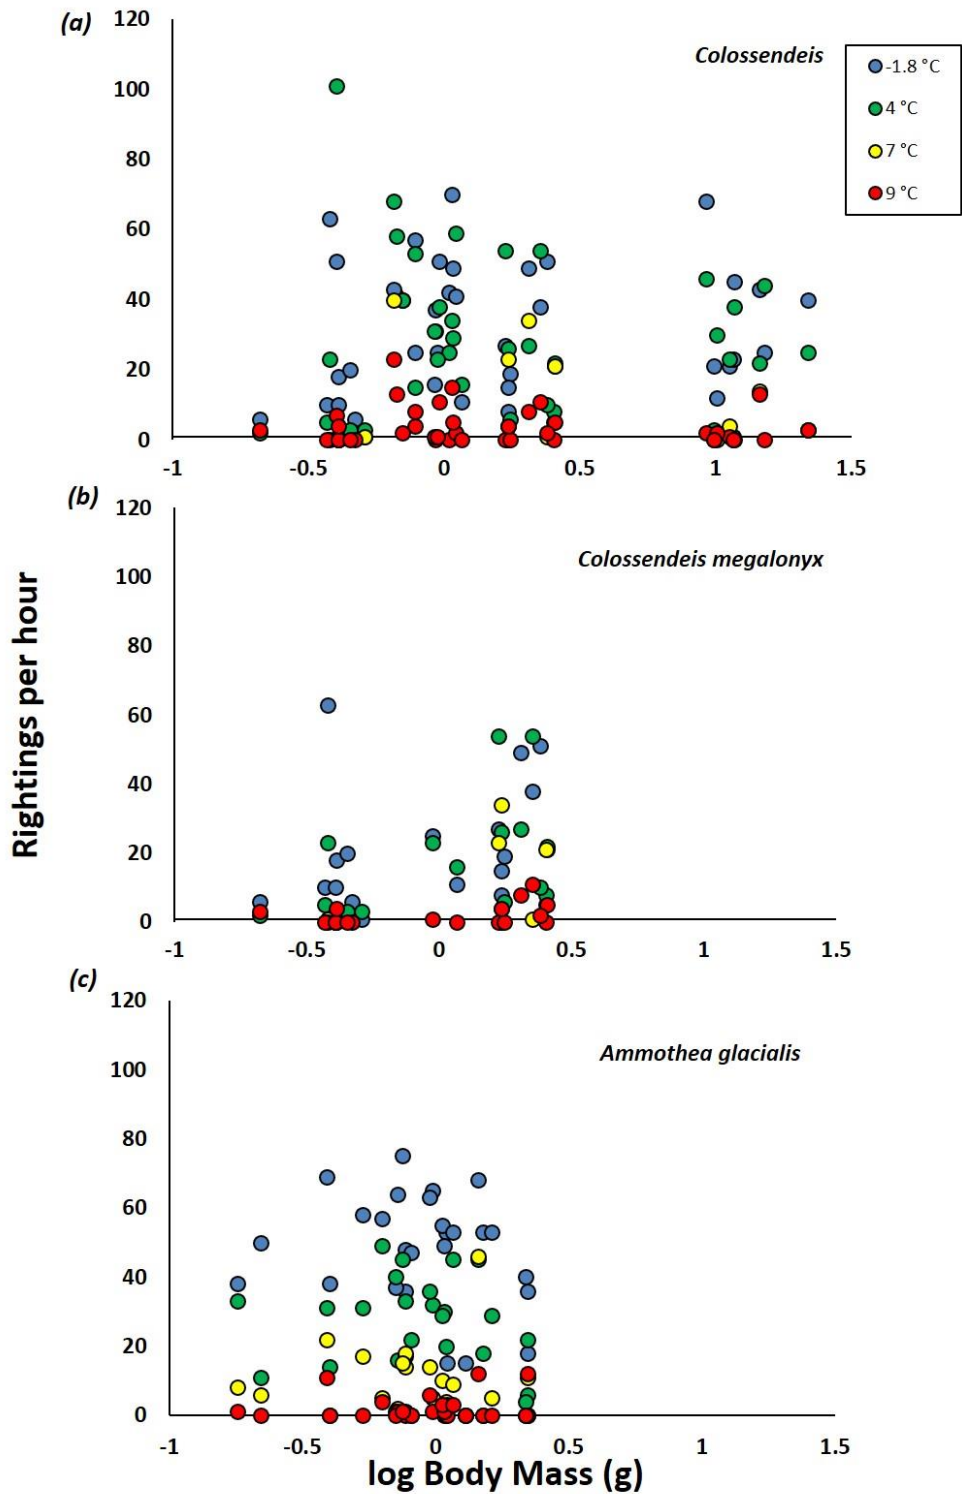 (a)
Colossendeis
-1.8 °C
4 °C
7 °C
9 °C
120
100
80
60
40
20
0
-1 -0.5 0 0.5 1 1.5
(b)
Colossendeis megalonyx
120
100
80
60
40
20
0
-1 -0.5 0 0.5 1 1.5
Rightings per hour
(c)
Ammothea glacialis
120
100
80
60
40
20
0
-1 -0.5 0 0.5 1 1.5
log Body Mass (g)